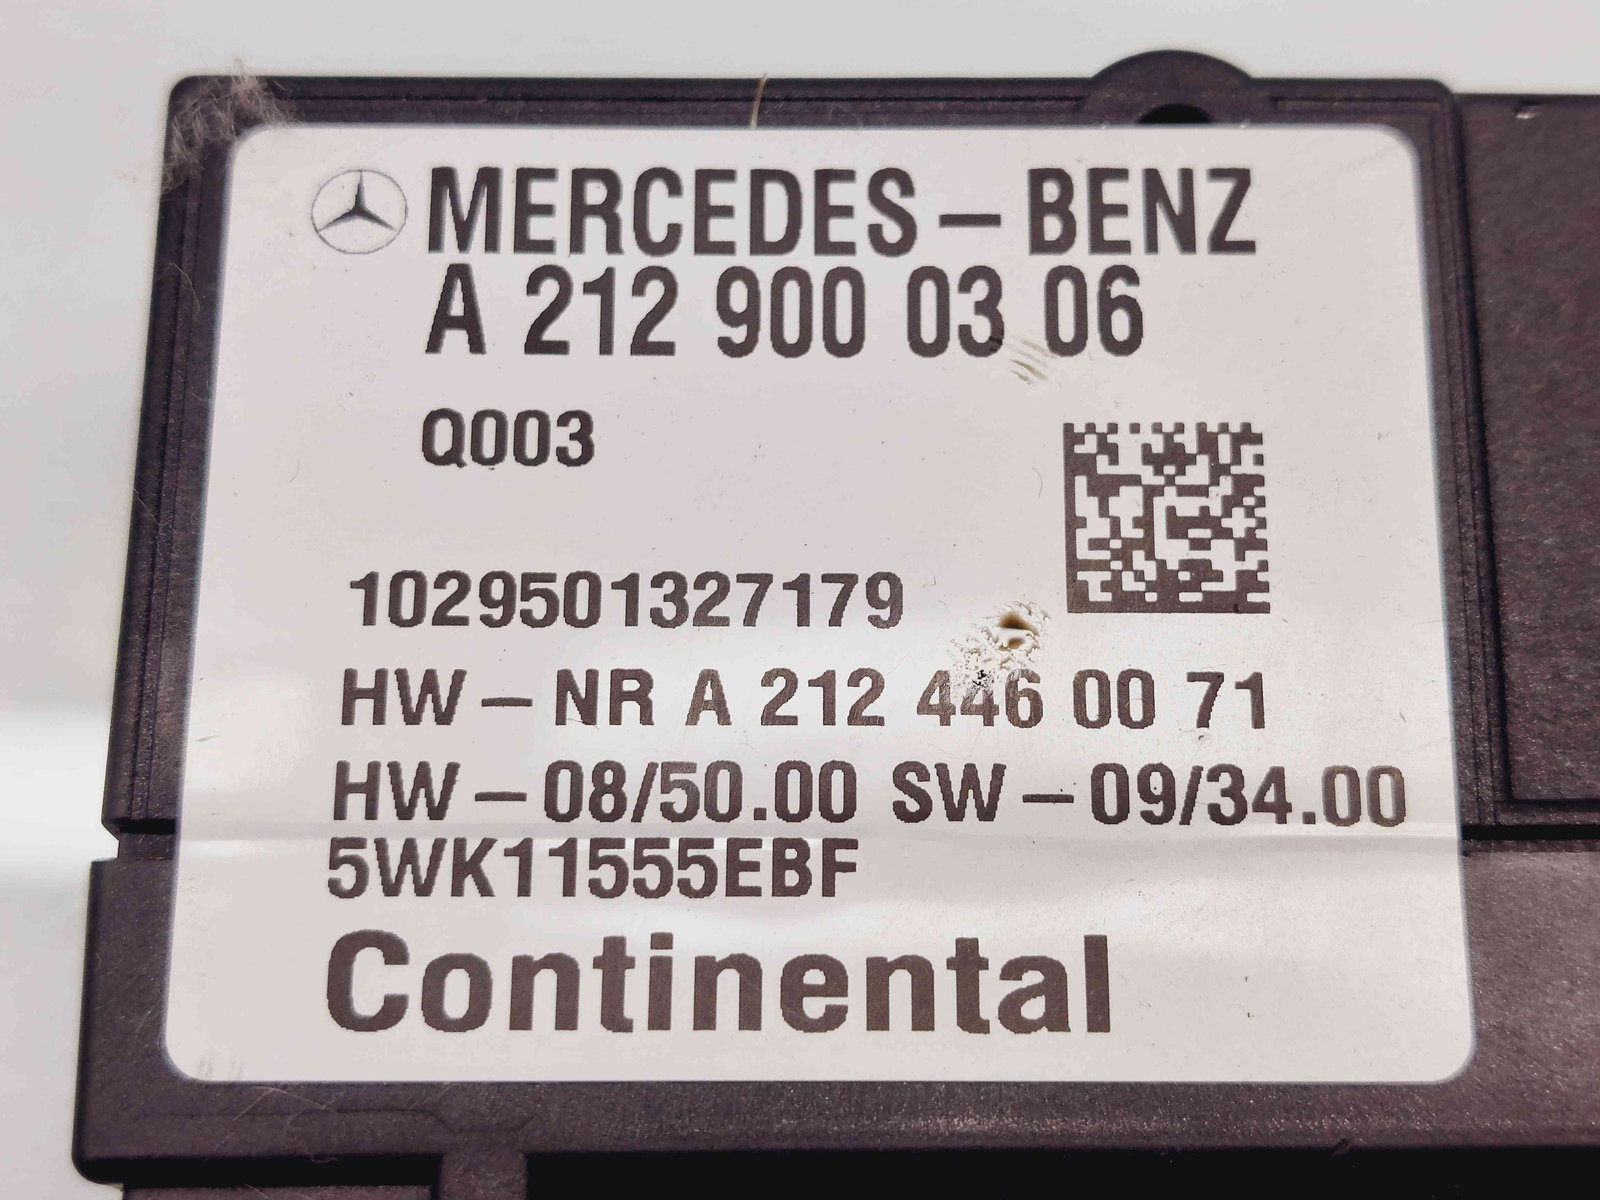 MERCEDES-BENZ
A 212 900 03 06
Q003
1029501327179
HW-NR A 212 446 00 71
HW-08/50.00 SW-09/34.00
5WK11555EBF
Continental